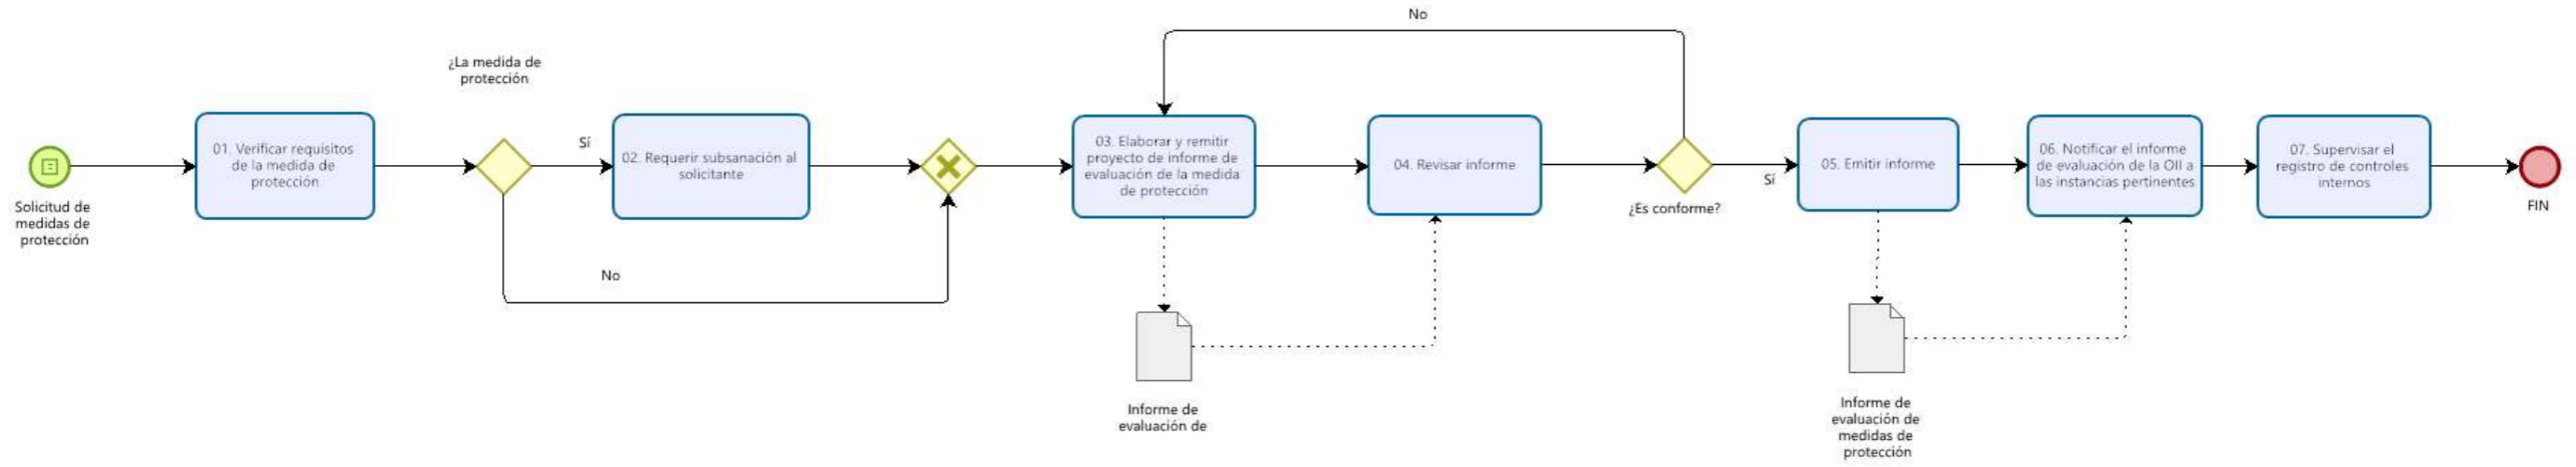 Solicitud de
medidas de
protección
01. Verificar requisitos
de la medida de
protección
¿La medida de
protección
Sí
No
02. Requerir subsanación al
solicitante
03. Elaborar y remitir
proyecto de informe de
evaluación de la medida
de protección
Informe de
evaluación de
04. Revisar informe
No
¿Es conforme?
Sí
05. Emitir informe
Informe de
evaluación de
medidas de
protección
06. Notificar el informe
de evaluación de la OII a
las instancias pertinentes
07. Supervisar el
registro de controles
internos
FIN